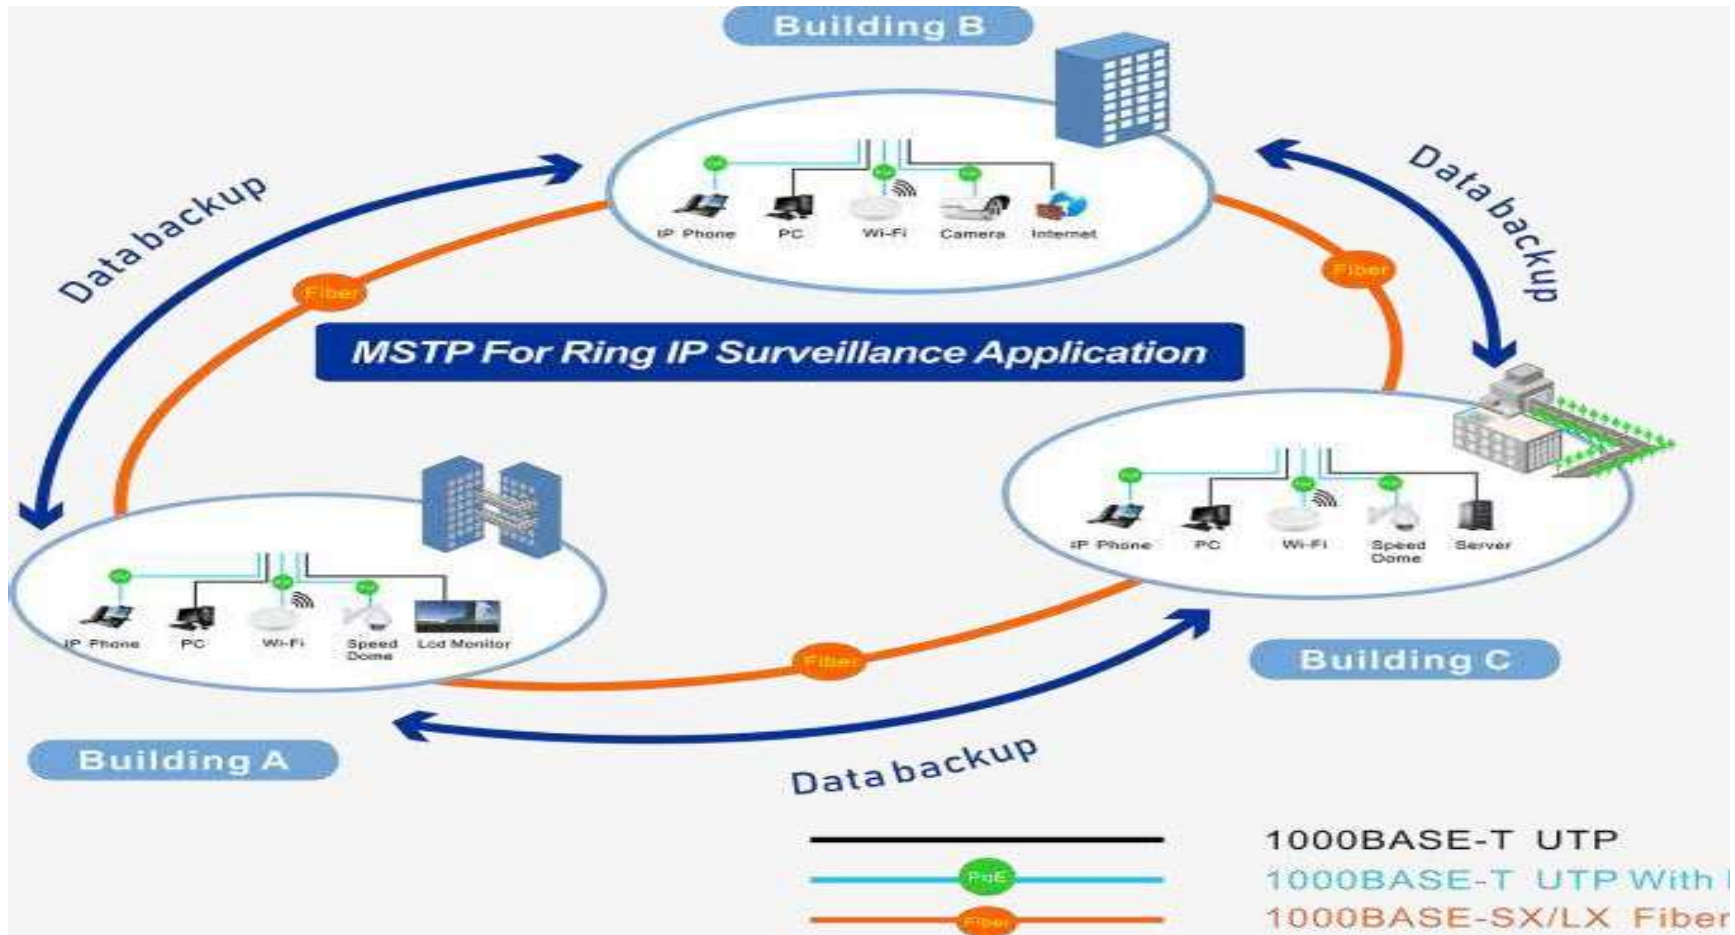 Building B
Data backup
Data backup
IP Phone PC Wi-Fi Camera Internet
Fiber
Fiber
MSTP For Ring IP Surveillance Application
IP Phone PC Wi-Fi Speed Dome Server
IP Phone PC Wi-Fi Speed Dome Lcd Monitor
Fiber
Building C
Building A
Data backup
1000BASE-T UTP
PoE
1000BASE-T UTP With
Fiber
1000BASE-SX/LX Fiber